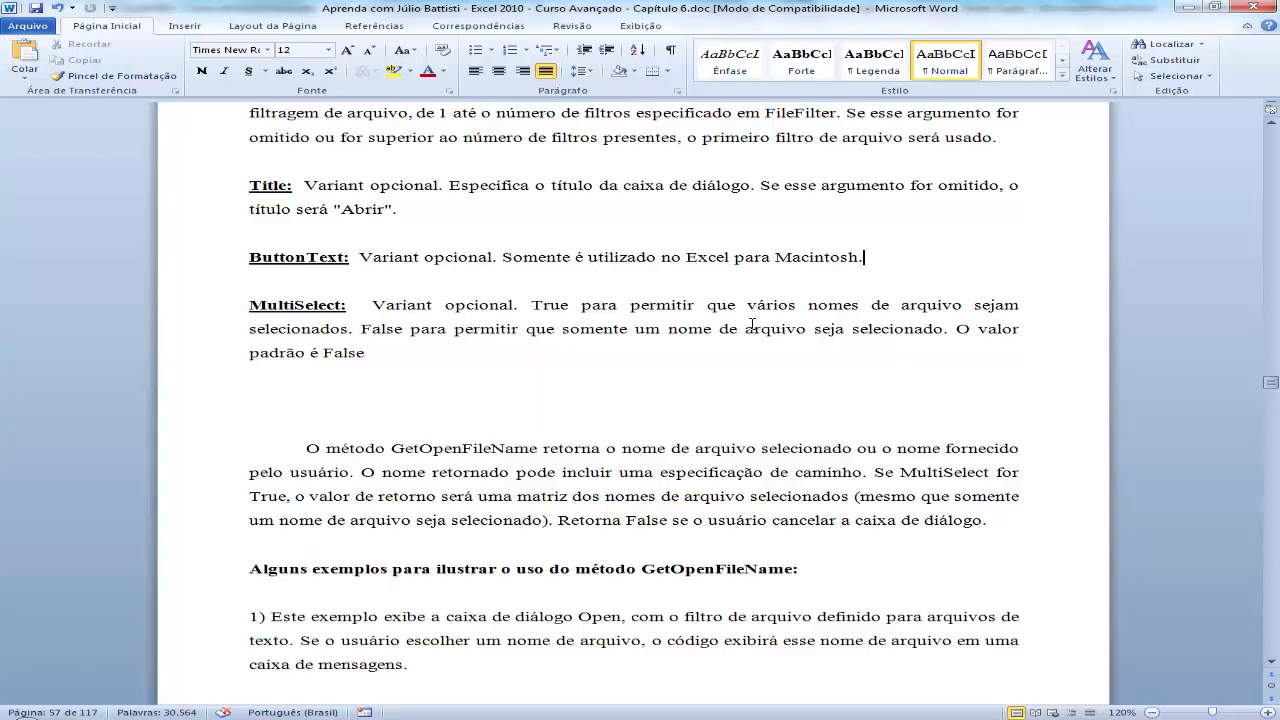 Aprenda com Júlio Battisti - Excel 2010 - Curso Avançado - Capítulo 6.doc [Modo de Compatibilidade] - Microsoft Word
Arquivo Página Inicial Inserir Layout da Página Referências Correspondências Revisão Exibição
Colar
Recortar
Copiar
Pincel de Formatação
Área de Transferência
Times New Ro 12
Fonte
Parágrafo
AaBbCcI AaBbCcl AaBbCcI AaBbCcI AaBbCcI
Ênfase Forte ¶ Legenda ¶ Normal ¶ Parágraf...
Alterar
Estilos
Estilo
Localizar
Substituir
Selecionar
Edição
filtragem de arquivo, de 1 até o número de filtros especificado em FileFilter. Se esse argumento for
omitido ou for superior ao número de filtros presentes, o primeiro filtro de arquivo será usado.
Title: Variant opcional. Especifica o título da caixa de diálogo. Se esse argumento for omitido, o
título será "Abrir".
ButtonText: Variant opcional. Somente é utilizado no Excel para Macintosh.
MultiSelect: Variant opcional. True para permitir que vários nomes de arquivo sejam
selecionados. False para permitir que somente um nome de arquivo seja selecionado. O valor
padrão é False
O método GetOpenFileName retorna o nome de arquivo selecionado ou o nome fornecido
pelo usuário. O nome retornado pode incluir uma especificação de caminho. Se MultiSelect for
True, o valor de retorno será uma matriz dos nomes de arquivo selecionados (mesmo que somente
um nome de arquivo seja selecionado). Retorna False se o usuário cancelar a caixa de diálogo.
Alguns exemplos para ilustrar o uso do método GetOpenFileName:
1) Este exemplo exibe a caixa de diálogo Open, com o filtro de arquivo definido para arquivos de
texto. Se o usuário escolher um nome de arquivo, o código exibirá esse nome de arquivo em uma
caixa de mensagens.
Página: 57 de 117 Palavras: 30.564 Português (Brasil) 120%